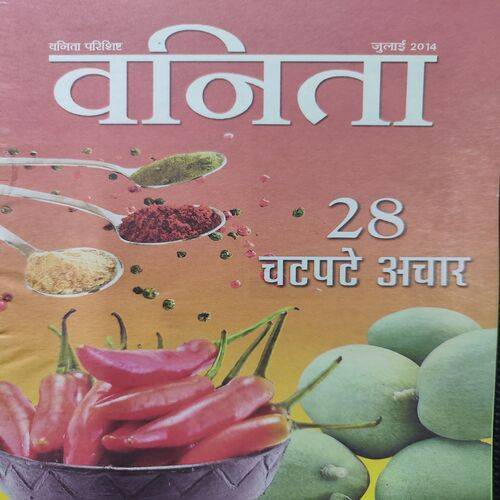 वनिता परिशिष्ट
जुलाई 2014
वनिता
28
चटपटे अचार